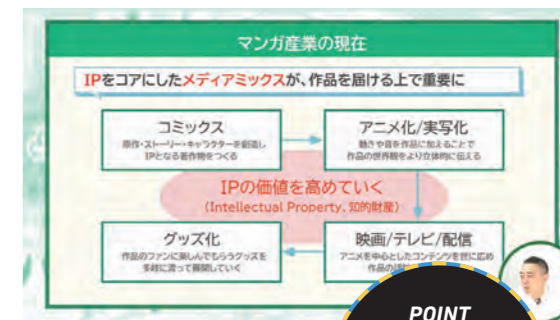 マンガ産業の現在
IPをコアにしたメディアミックスが、作品を届ける上で重要に
コミックス
原作・ストーリー・キャラクターを創造し
IPとなる著作物をつくる
アニメ化/実写化
動きや音を作品に加えることで
作品の世界観をより立体的に伝える
IPの価値を高めていく
(Intellectual Property、知的財産)
グッズ化
作品のファンに楽しんでもらうグッズを
多岐に渡って展開していく
映画/テレビ/配信
アニメを中心としたコンテンツを世に広め
作品の
POINT